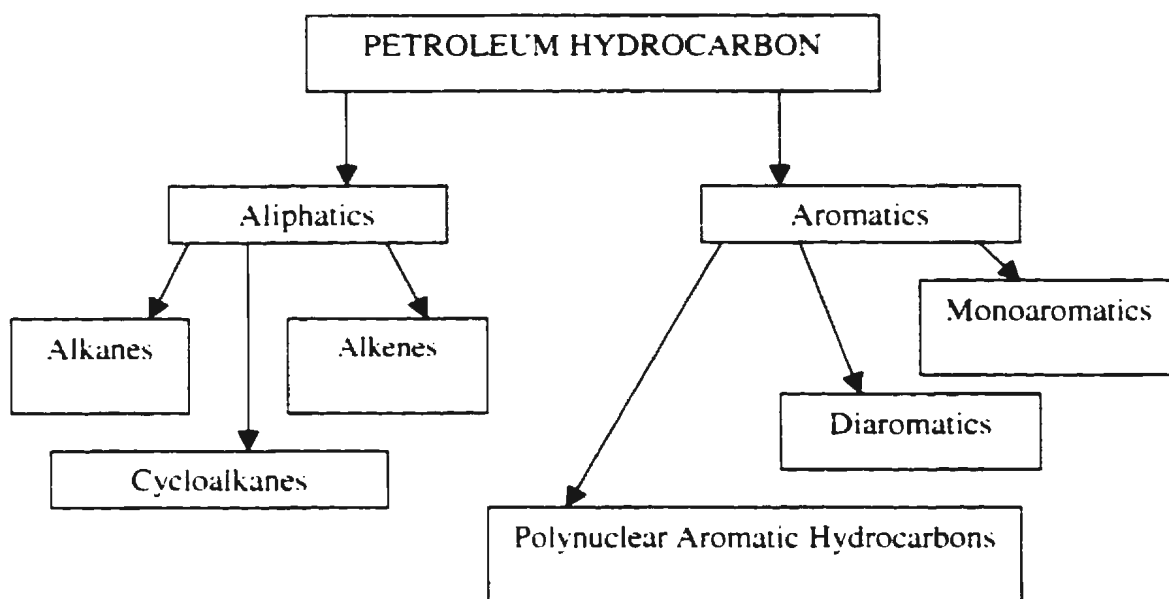 PETROLEUM HYDROCARBON
Aliphatics
Aromatics
Alkanes
Alkenes
Monoaromatics
Diaromatics
Cycloalkanes
Polynuclear Aromatic Hydrocarbons